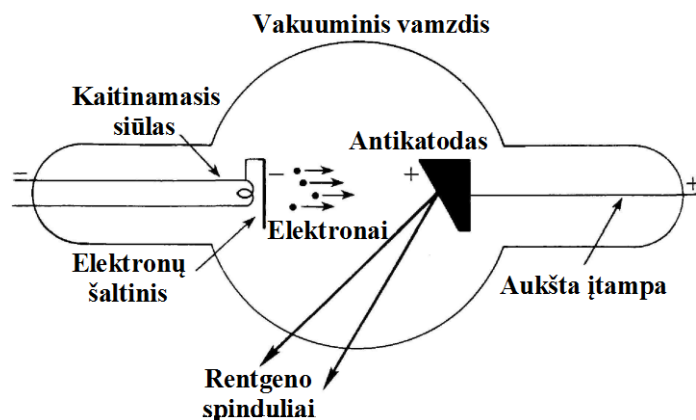 Vakuuminis vamzdis
Kaitinamasis
siūlas
Antikatodas
=
−
+
+
Elektronai
Elektronų
šaltinis
Aukšta įtampa
Rentgeno
spinduliai